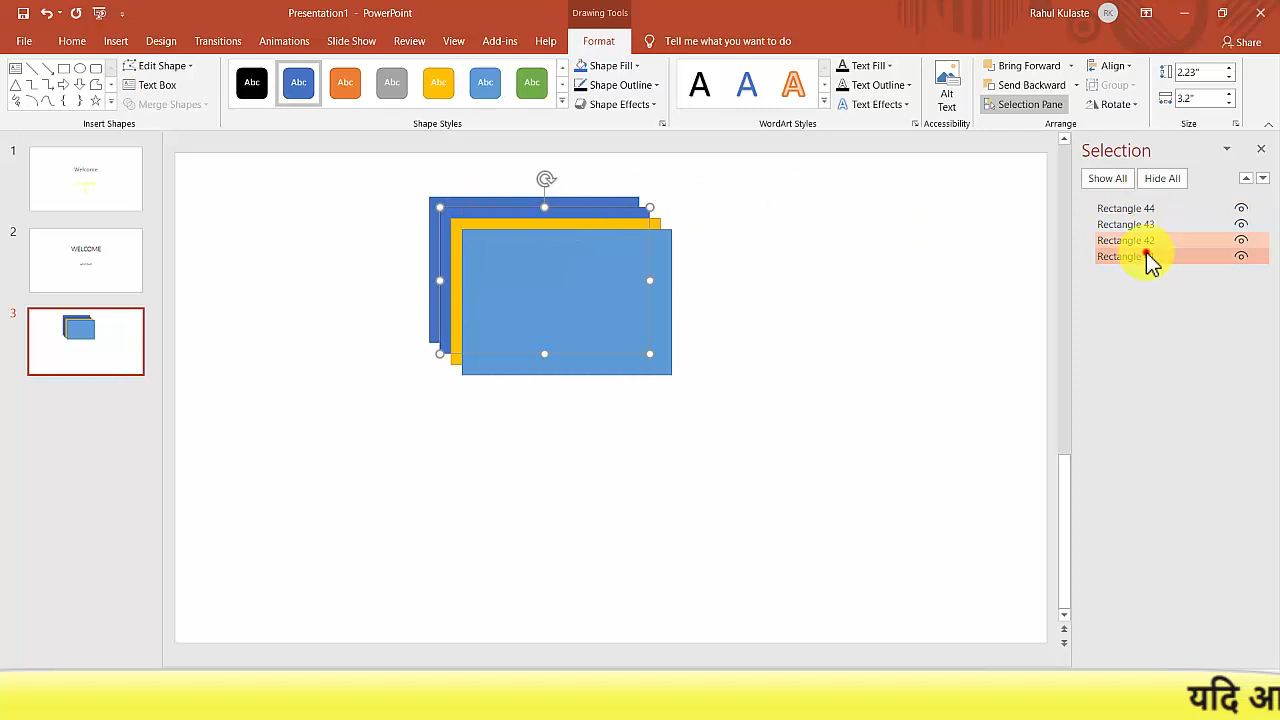 Presentation1 - PowerPoint
Drawing Tools
Rahul Kulaste
RK
File
Home
Insert
Design
Transitions
Animations
Slide Show
Review
View
Add-ins
Help
Format
Tell me what you want to do
Share
Edit Shape
Text Box
Merge Shapes
Insert Shapes
Abc Abc Abc Abc Abc Abc Abc
Shape Fill
Shape Outline
Shape Effects
Shape Styles
A A A
Text Fill
Text Outline
Text Effects
WordArt Styles
Alt
Text
Accessibility
Bring Forward
Send Backward
Selection Pane
Align
Group
Rotate
Arrange
2.23"
3.2"
Size
1
Welcome
2
WELCOME
3
Selection
Show All
Hide All
Rectangle 44
Rectangle 43
Rectangle 42
Rectangle
यदि